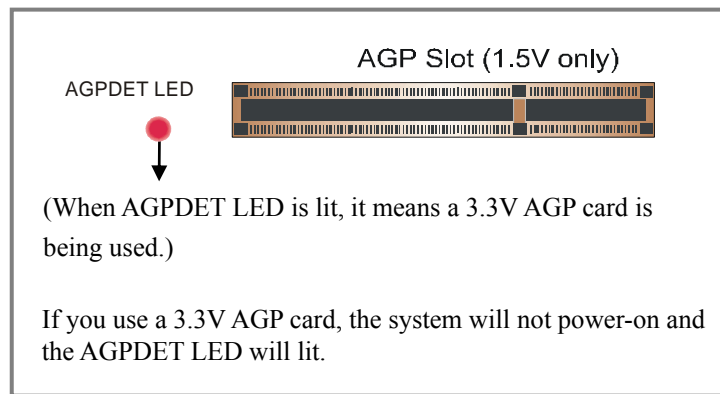 AGP Slot (1.5V only)
AGPDET LED
(When AGPDET LED is lit, it means a 3.3V AGP card is
being used.)
If you use a 3.3V AGP card, the system will not power-on and
the AGPDET LED will lit.